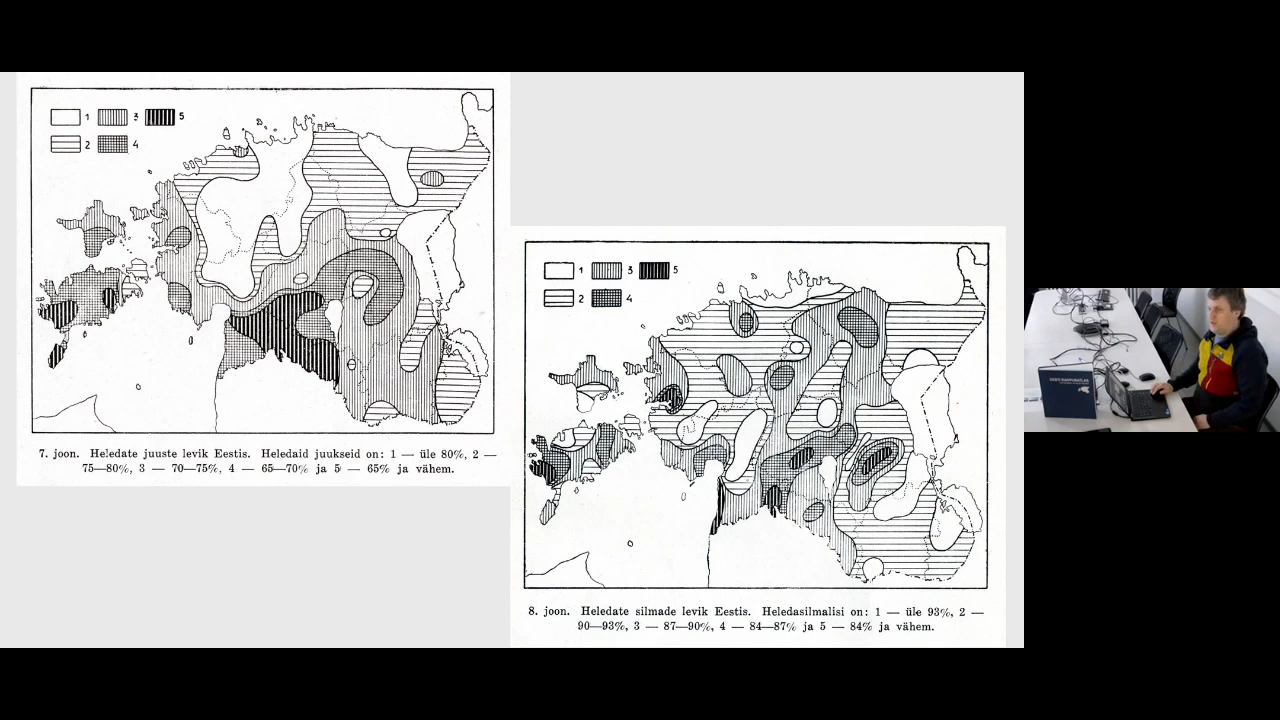 1 3 5
2 4
7. joon. Heledate juuste levik Eestis. Heledaid juukseid on: 1 — üle 80%, 2 —
75—80%, 3 — 70—75%, 4 — 65—70% ja 5 — 65% ja vähem.
1 3 5
2 4
8. joon. Heledate silmade levik Eestis. Heledasilmalisi on: 1 — üle 93%, 2 —
90—93%, 3 — 87—90%, 4 — 84—87% ja 5 — 84% ja vähem.
EESTI RAHVUSATLAS